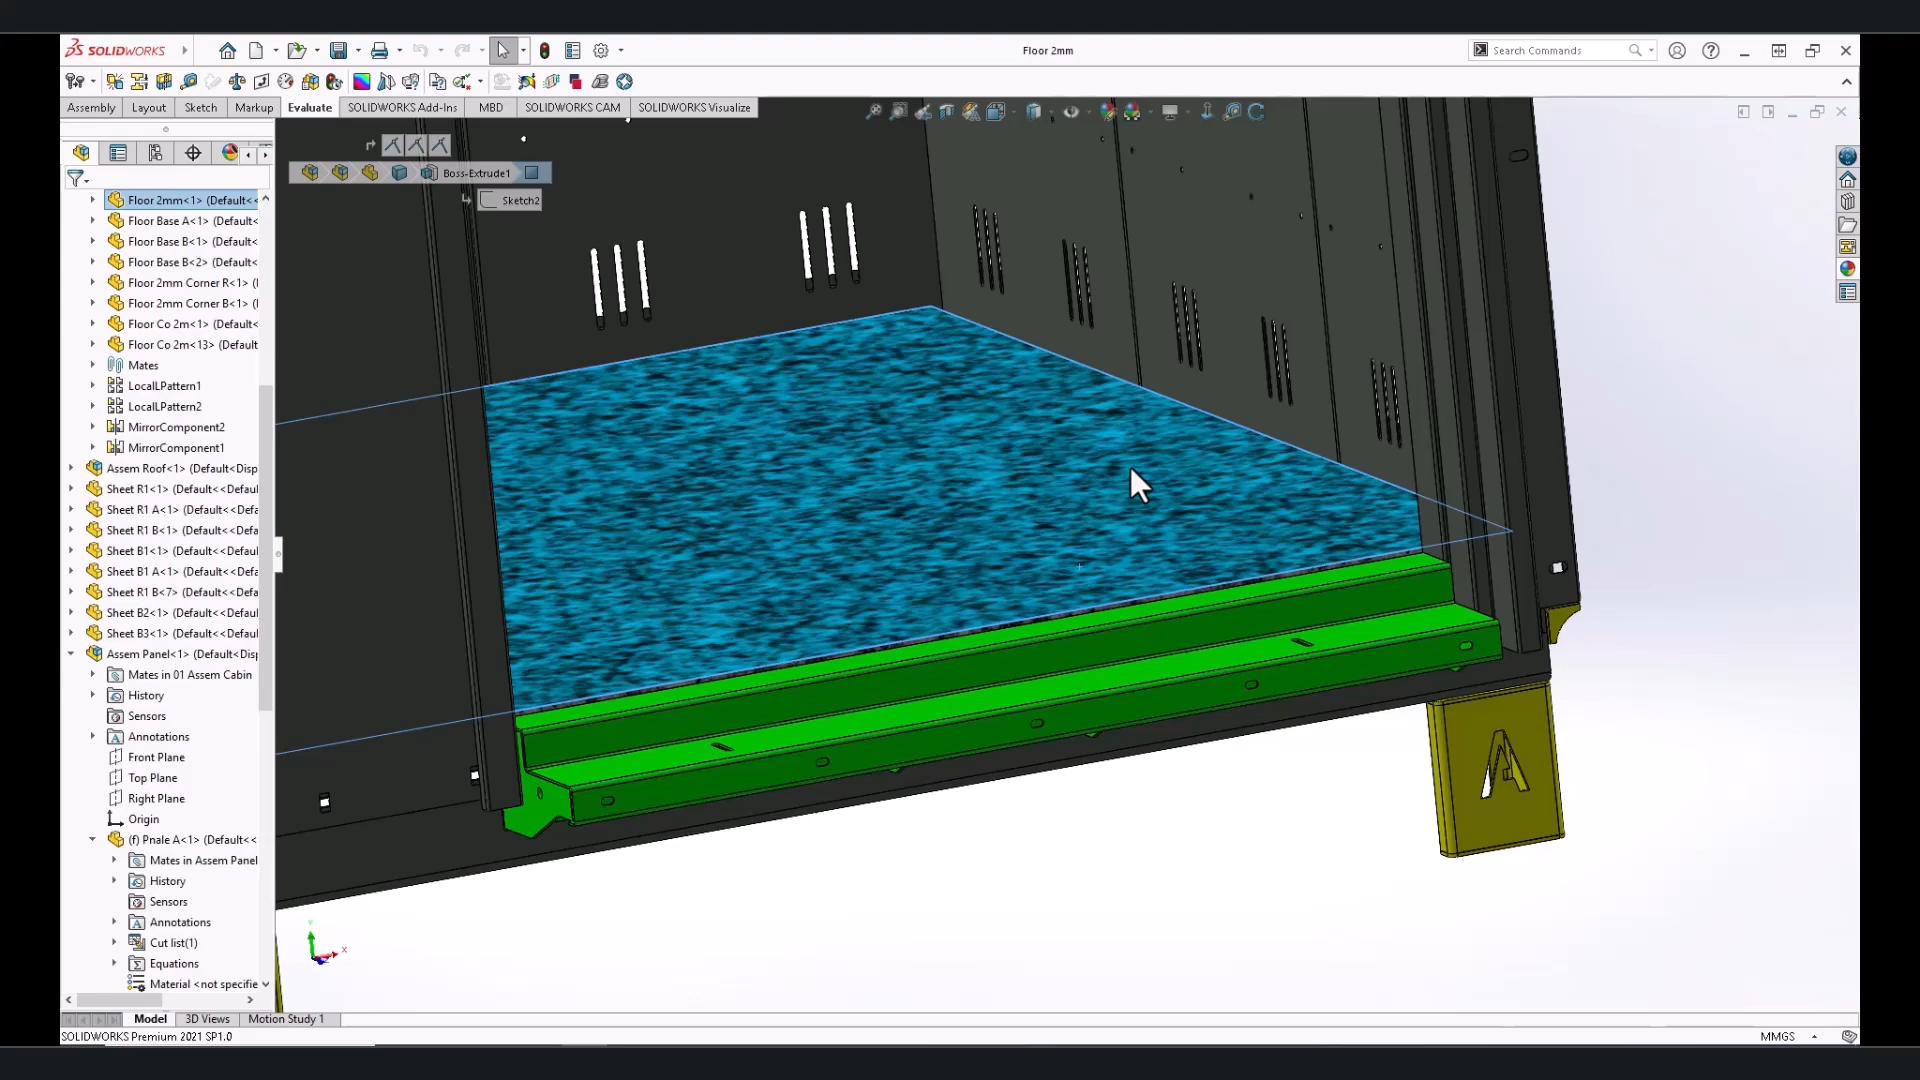 SOLIDWORKS
Floor 2mm
Search Commands
Assembly
Layout
Sketch
Markup
Evaluate
SOLIDWORKS Add-Ins
MBD
SOLIDWORKS CAM
SOLIDWORKS Visualize
Boss-Extrude1
Sketch2
Floor 2mm<1> (Default<<
Floor Base A<1> (Default<
Floor Base B<1> (Default<
Floor Base B<2> (Default<
Floor 2mm Corner R<1> (
Floor 2mm Corner B<1> (
Floor Co 2m<1> (Default<
Floor Co 2m<13> (Default
Mates
LocalLPattern1
LocalLPattern2
MirrorComponent2
MirrorComponent1
Assem Roof<1> (Default<Disp
Sheet R1<1> (Default<<Defaul
Sheet R1 A<1> (Default<<Defa
Sheet R1 B<1> (Default<<Defa
Sheet B1<1> (Default<<Defaul
Sheet B1 A<1> (Default<<Defa
Sheet R1 B<7> (Default<<Defa
Sheet B2<1> (Default<<Defaul
Sheet B3<1> (Default<<Defaul
Assem Panel<1> (Default<Disp
Mates in 01 Assem Cabin
History
Sensors
Annotations
Front Plane
Top Plane
Right Plane
Origin
(f) Pnale A<1> (Default<<
Mates in Assem Panel
History
Sensors
Annotations
Cut list(1)
Equations
Material <not specifie
A
Y
X
Model
3D Views
Motion Study 1
SOLIDWORKS Premium 2021 SP1.0
MMGS